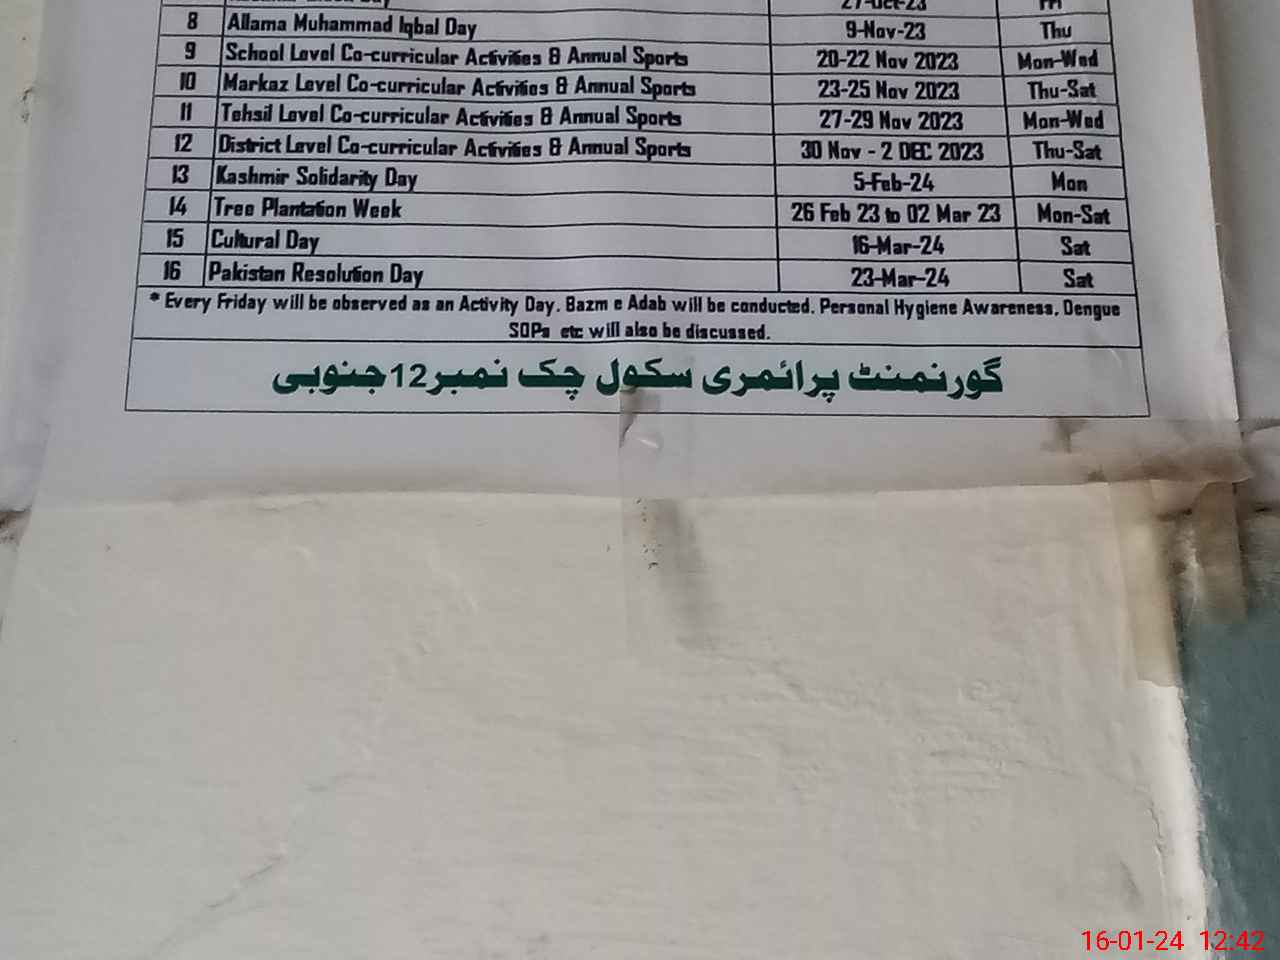 27-Oct-23 Fri
8 Allama Muhammad Iqbal Day 9-Nov-23 Thu
9 School Level Co-curricular Activities & Annual Sports 20-22 Nov 2023 Mon-Wed
10 Markaz Level Co-curricular Activities & Annual Sports 23-25 Nov 2023 Thu-Sat
11 Tehsil Level Co-curricular Activities & Annual Sports 27-29 Nov 2023 Mon-Wed
12 District Level Co-curricular Activities & Annual Sports 30 Nov - 2 DEC 2023 Thu-Sat
13 Kashmir Solidarity Day 5-Feb-24 Mon
14 Tree Plantation Week 26 Feb 23 to 02 Mar 23 Mon-Sat
15 Cultural Day 16-Mar-24 Sat
16 Pakistan Resolution Day 23-Mar-24 Sat
* Every Friday will be observed as an Activity Day. Bazm e Adab will be conducted. Personal Hygiene Awareness, Dengue
SOPs etc will also be discussed.
گورنمنٹ پرائمری سکول چک نمبر12جنوبی
16-01-24 12:42